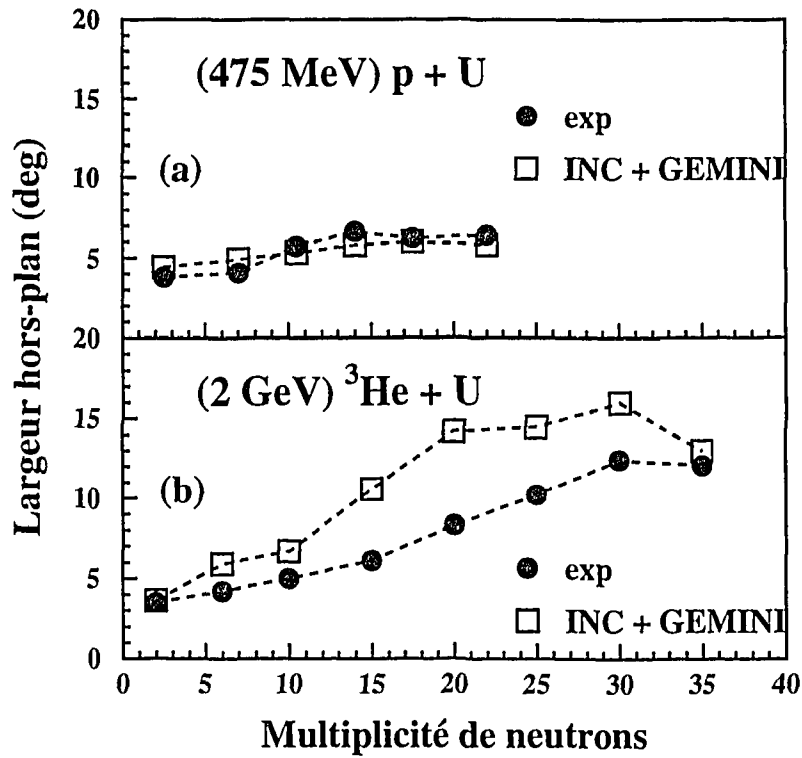 Largeur hors-plan (deg)
20
15
10
5
(475 MeV) p + U
exp
INC + GEMINI
(a)
20
15
10
5
0
(2 GeV) ³He + U
(b)
exp
INC + GEMINI
0 5 10 15 20 25 30 35 40
Multiplicité de neutrons